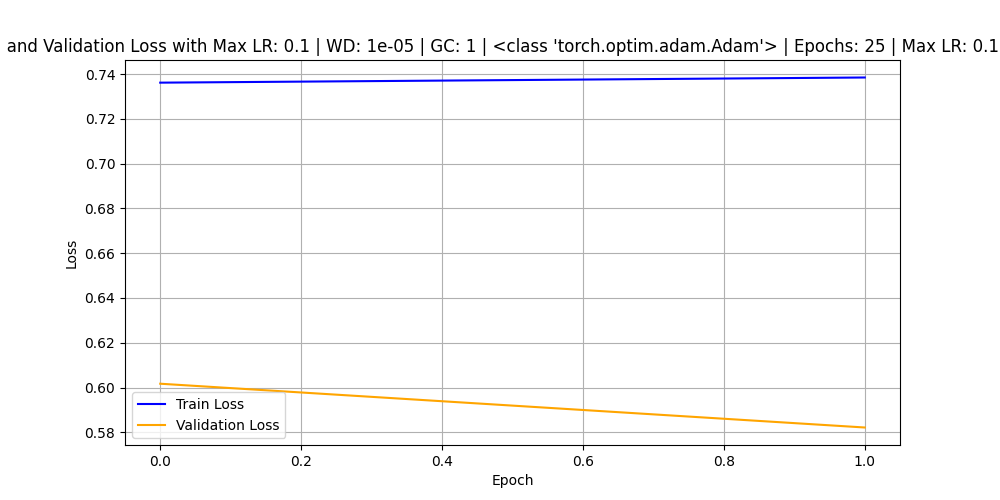 and Validation Loss with Max LR: 0.1 | WD: 1e-05 | GC: 1 | <class 'torch.optim.adam.Adam'> | Epochs: 25 | Max LR: 0.1
0.74
0.72
0.70
0.68
0.66
0.64
0.62
0.60
0.58
Loss
Train Loss
Validation Loss
0.0 0.2 0.4 0.6 0.8 1.0
Epoch